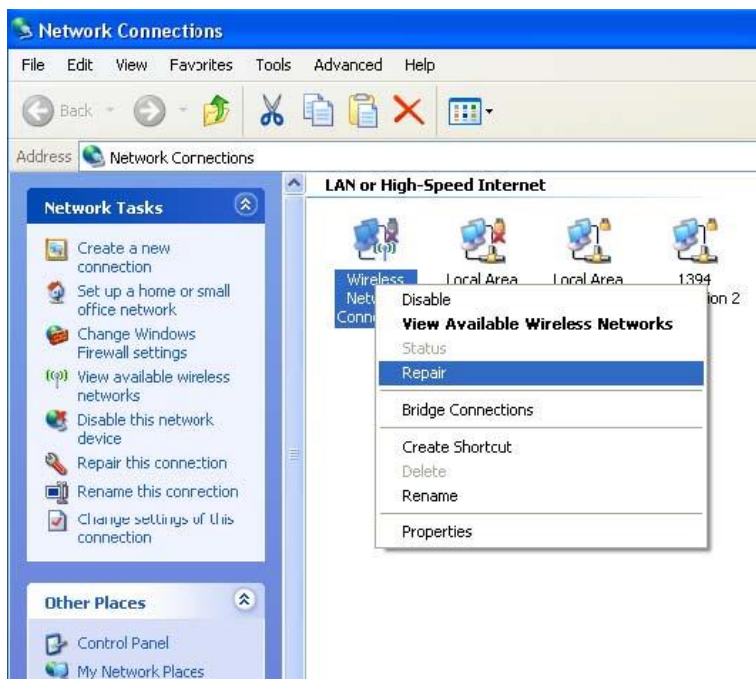 Network Connections
File Edit View Favorites Tools Advanced Help
Back
Address Network Connections
Network Tasks
Create a new
connection
Set up a home or small
office network
Change Windows
Firewall settings
View available wireless
networks
Disable this network
device
Repair this connection
Rename this connection
Change settings of this
connection
Other Places
Control Panel
My Network Places
LAN or High-Speed Internet
Wireless Local Area Local Area 1394
Netw ion 2
Conne
Disable
View Available Wireless Networks
Status
Repair
Bridge Connections
Create Shortcut
Delete
Rename
Properties